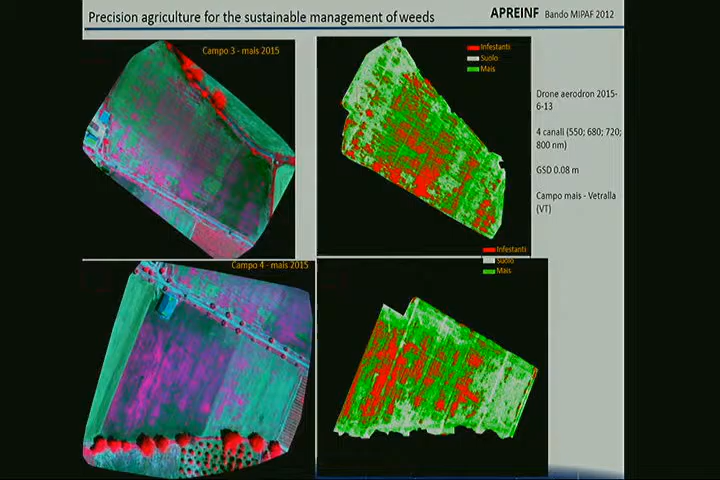 Precision agriculture for the sustainable management of weeds
APREINF Bando MIPAF 2012
Campo 3 - mais 2015
Infestanti
Suolo
Mais
Drone aerodron 2015-
6-13
4 canali (550; 680; 720;
800 nm)
GSD 0.08 m
Campo mais - Vetralla
(VT)
Campo 4 - mais 2015
Infestanti
Suolo
Mais